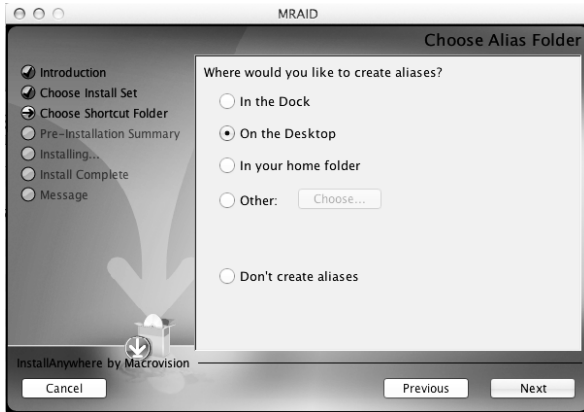 MRAID
Choose Alias Folder
Introduction
Choose Install Set
Choose Shortcut Folder
Pre-Installation Summary
Installing...
Install Complete
Message
Where would you like to create aliases?
In the Dock
On the Desktop
In your home folder
Other: Choose...
Don't create aliases
InstallAnywhere by Macrovision
Cancel Previous Next